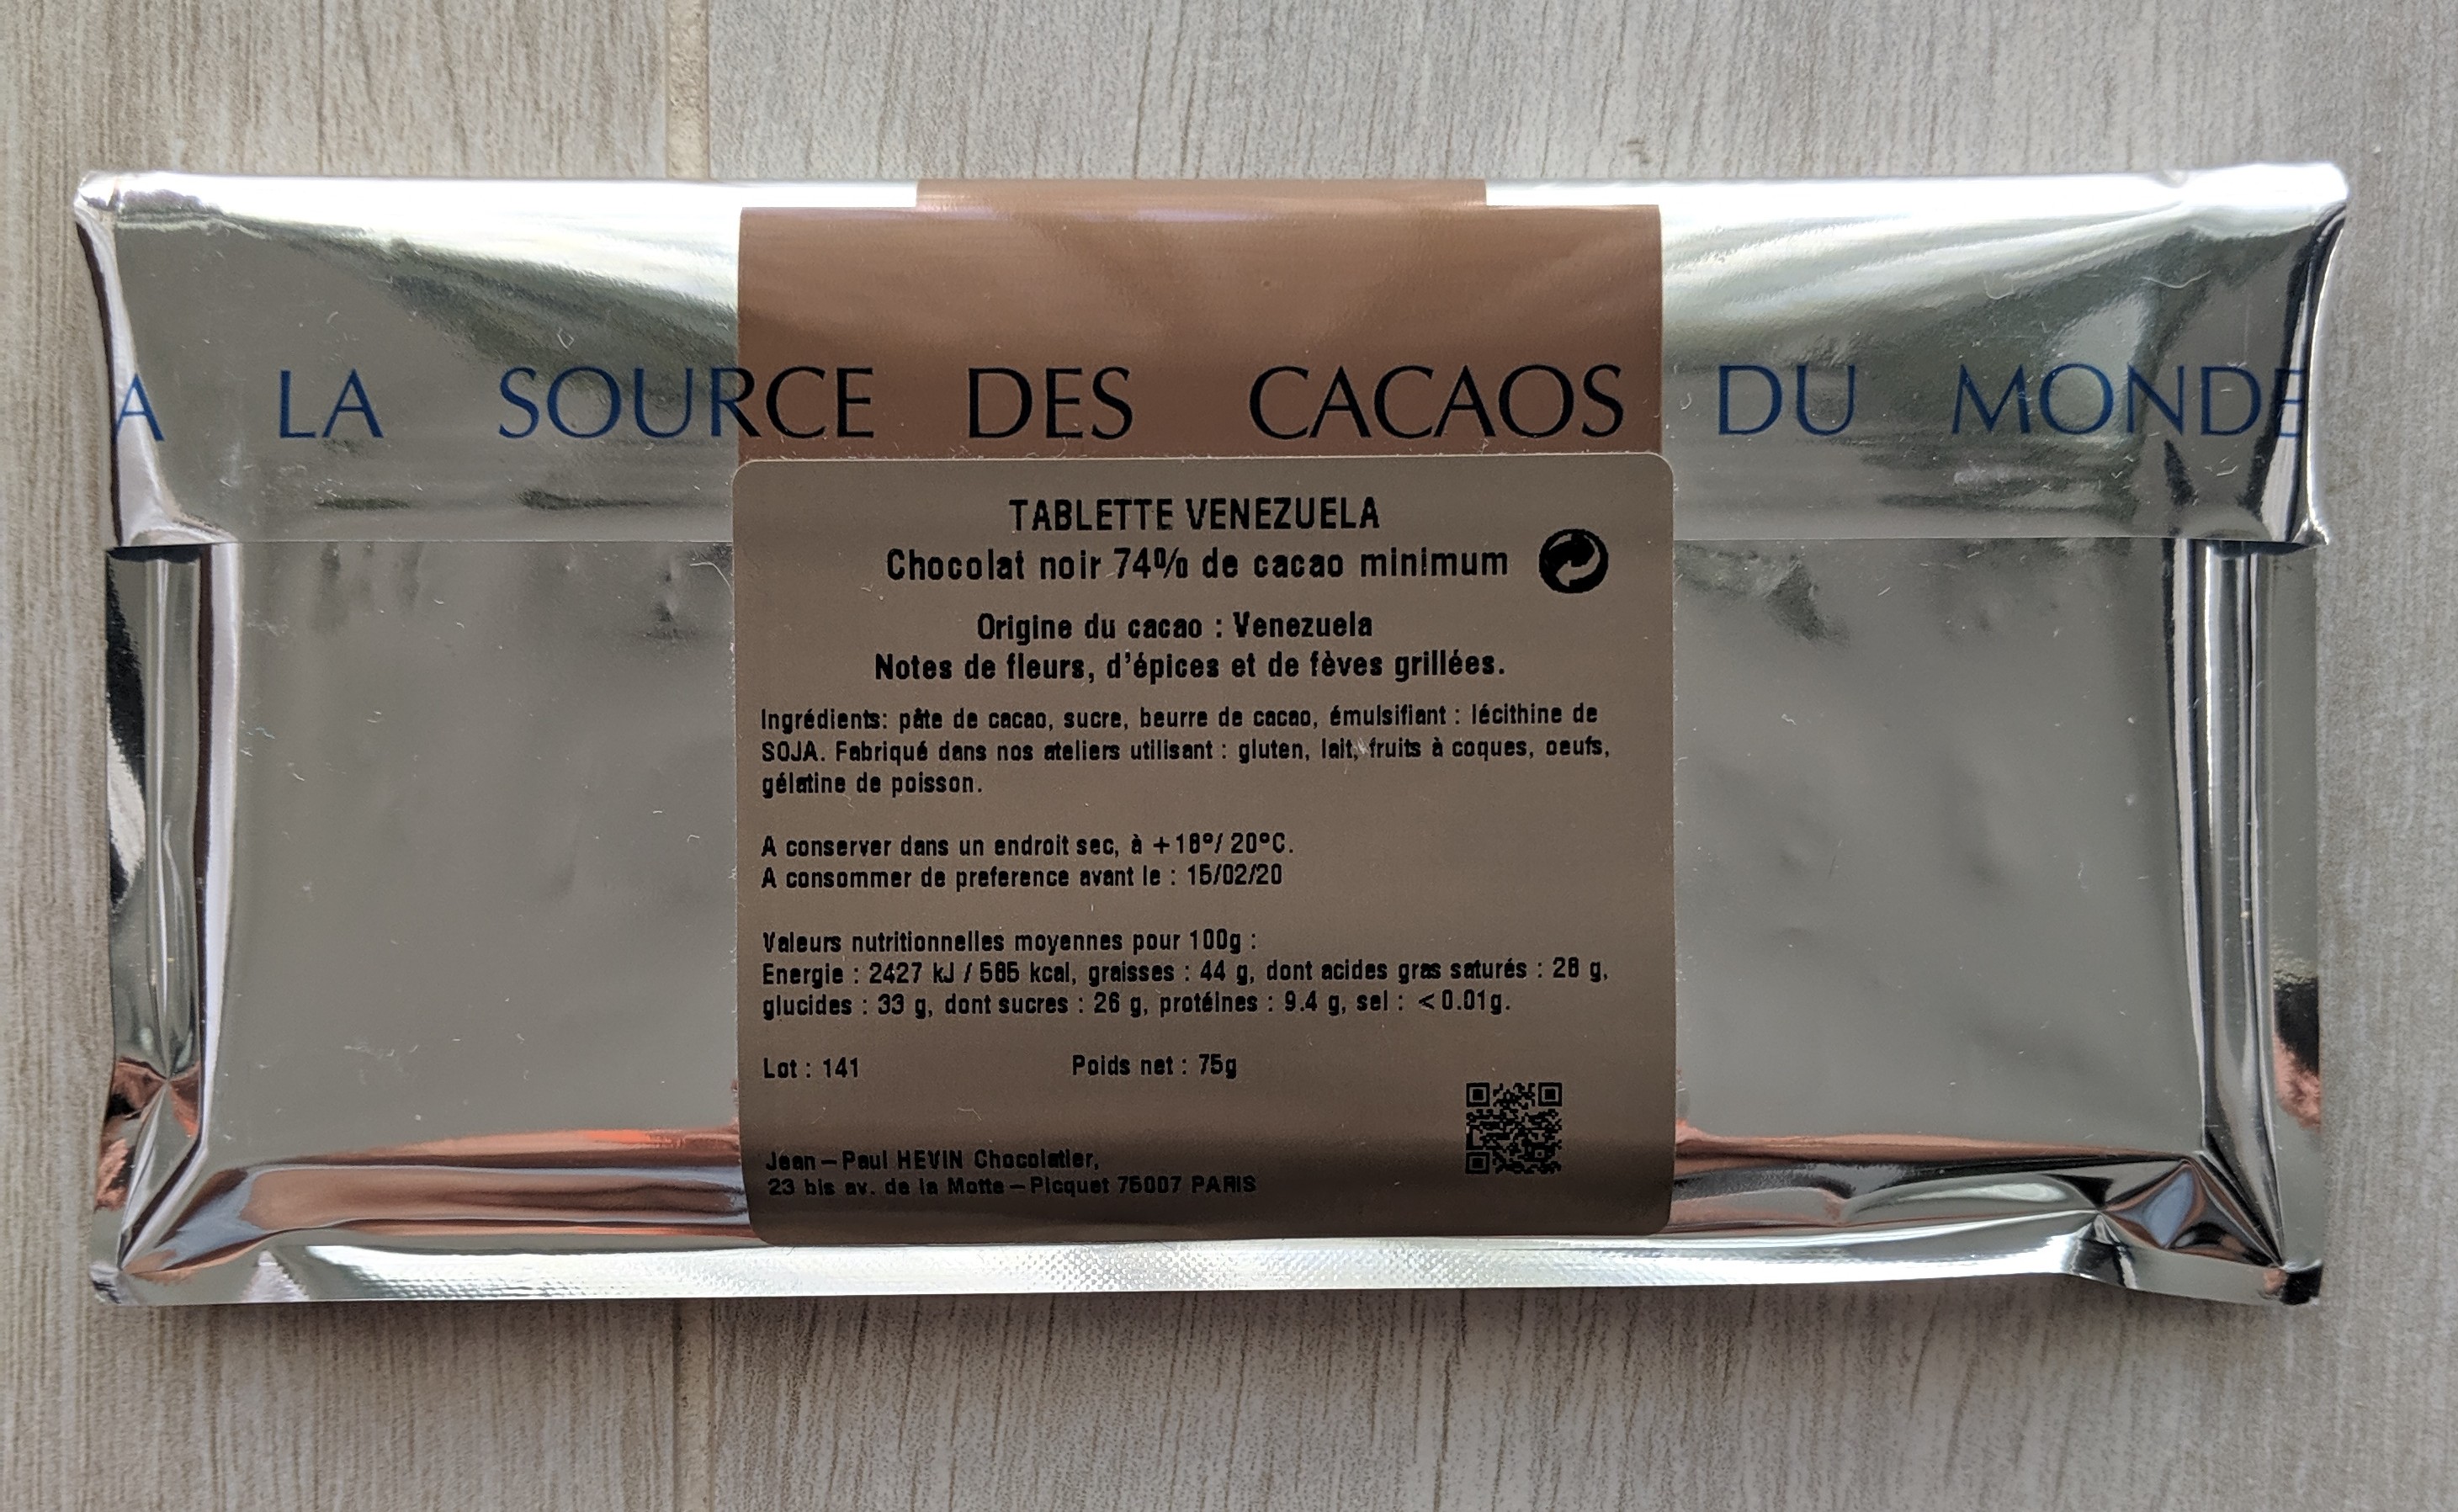 A LA SOURCE DES CACAOS DU MONDE
TABLETTE VENEZUELA
Chocolat noir 74% de cacao minimum
Origine du cacao : Venezuela
Notes de fleurs, d'épices et de fèves grillées.
Ingrédients: pâte de cacao, sucre, beurre de cacao, émulsifiant : lécithine de
SOJA. Fabriqué dans nos ateliers utilisant : gluten, lait, fruits à coques, oeufs,
gélatine de poisson.
A conserver dans un endroit sec, à +18°/ 20°C.
A consommer de preference avant le : 15/02/20
Valeurs nutritionnelles moyennes pour 100g :
Energie : 2427 kJ / 585 kcal, graisses : 44 g, dont acides gras saturés : 28 g,
glucides : 33 g, dont sucres : 26 g, protéines : 9.4 g, sel : <0.01g.
Lot : 141 Poids net : 75g
Jean-Paul HEVIN Chocolatier,
23 bis av. de la Motte-Picquet 75007 PARIS